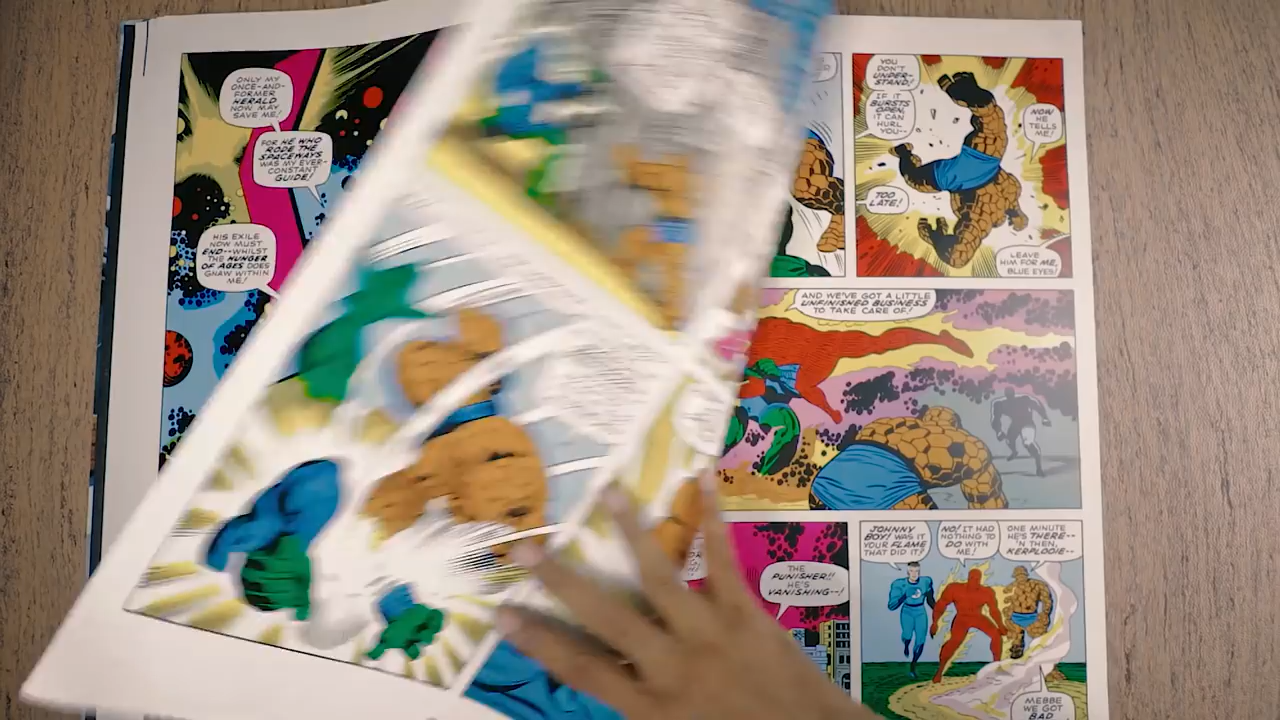 ONLY MY
ONCE-AND-
FORMER
HERALD
NOW MAY
SAVE ME!
FOR HE WHO
RODE THE
SPACEWAYS
WAS MY EVER-
CONSTANT
GUIDE!
HIS EXILE
NOW MUST
END--WHILST
THE HUNGER
OF AGES DOES
GNAW WITHIN
ME!
YOU
DON'T
UNDER-
STAND!
IF IT
BURSTS
OPEN,
IT CAN
HURL
YOU--
NOW
HE
TELLS
ME!
TOO
LATE!
LEAVE
HIM FOR ME,
BLUE EYES!
AND WE'VE GOT A LITTLE
UNFINISHED BUSINESS
TO TAKE CARE OF!
THE
PUNISHER!!
HE'S
VANISHING--!
JOHNNY
BOY! WAS IT
YOUR FLAME
THAT DID IT?
NO! IT HAD
NOTHING TO
DO WITH
ME!
ONE MINUTE
HE'S THERE--
'N THEN,
KERPLOOIE--
MEBBE
WE GOT
BAD